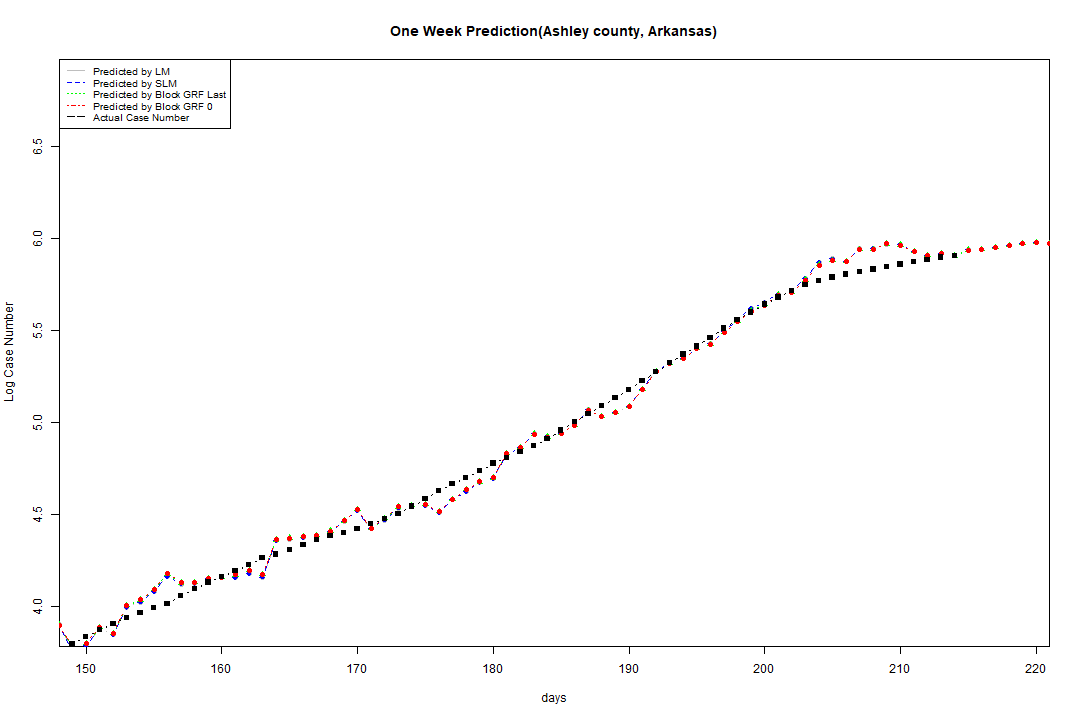 One Week Prediction(Ashley county, Arkansas)
Predicted by LM
Predicted by SLM
Predicted by Block GRF Last
Predicted by Block GRF 0
Actual Case Number
6.5
6.0
5.5
5.0
4.5
4.0
Log Case Number
150 160 170 180 190 200 210 220
days